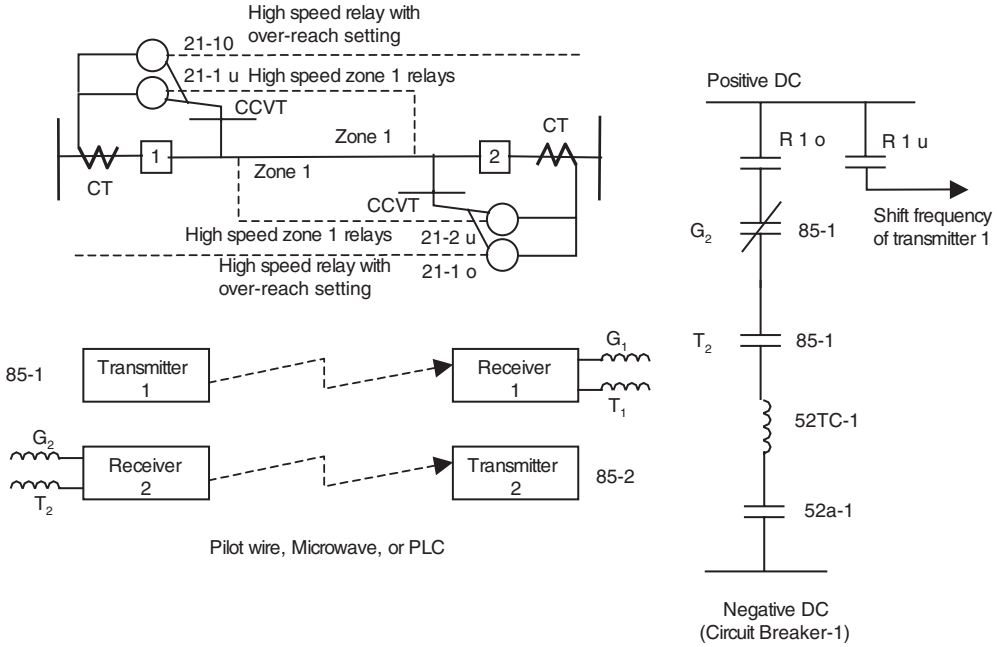 High speed relay with
over-reach setting
21-10
21-1 u High speed zone 1 relays
CCVT
Zone 1
CT
1
2
CT
Zone 1
CCVT
High speed zone 1 relays
21-2 u
High speed relay with
over-reach setting
21-1 o
85-1
Transmitter
1
Receiver
1
G1
T1
G2
T2
Receiver
2
Transmitter
2
85-2
Pilot wire, Microwave, or PLC
Positive DC
R 1 o
R 1 u
Shift frequency
of transmitter 1
G2
85-1
T2
85-1
52TC-1
52a-1
Negative DC
(Circuit Breaker-1)